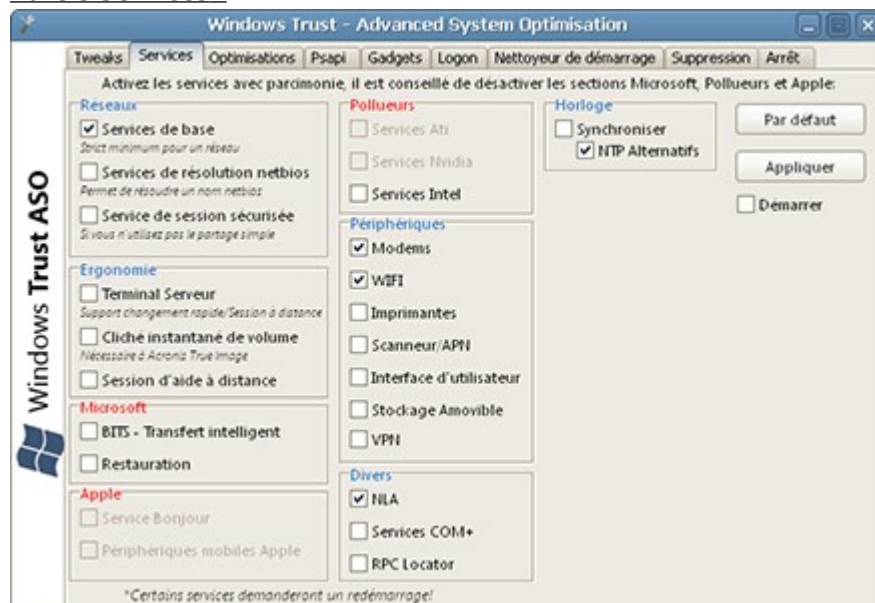 Windows Trust - Advanced System Optimisation
Tweaks Services Optimisations Psapi Gadgets Logon Nettoyeur de démarrage Suppression Arrêt
Activez les services avec parcimonie, il est conseillé de désactiver les sections Microsoft, Pollueurs et Apple:
Réseaux
Services de base
Strict minimum pour un réseau
Services de résolution netbios
Permet de résoudre un nom netbios
Service de session sécurisée
Si vous n'utilisez pas le partage simple
Ergonomie
Terminal Serveur
Support changement rapide/Session à distance
Cliché instantané de volume
Nécessaire à Acronis True Image
Session d'aide à distance
Microsoft
BITS - Transfert intelligent
Restauration
Apple
Service Bonjour
Périphériques mobiles Apple
Pollueurs
Services Ati
Services Nvidia
Services Intel
Périphériques
Modems
WIFI
Imprimantes
Scanneur/APN
Interface d'utilisateur
Stockage Amovible
VPN
Divers
NLA
Services COM+
RPC Locator
Horloge
Synchroniser
NTP Alternatifs
Par défaut
Appliquer
Démarrer
*Certains services demanderont un redémarrage!
Windows Trust ASO